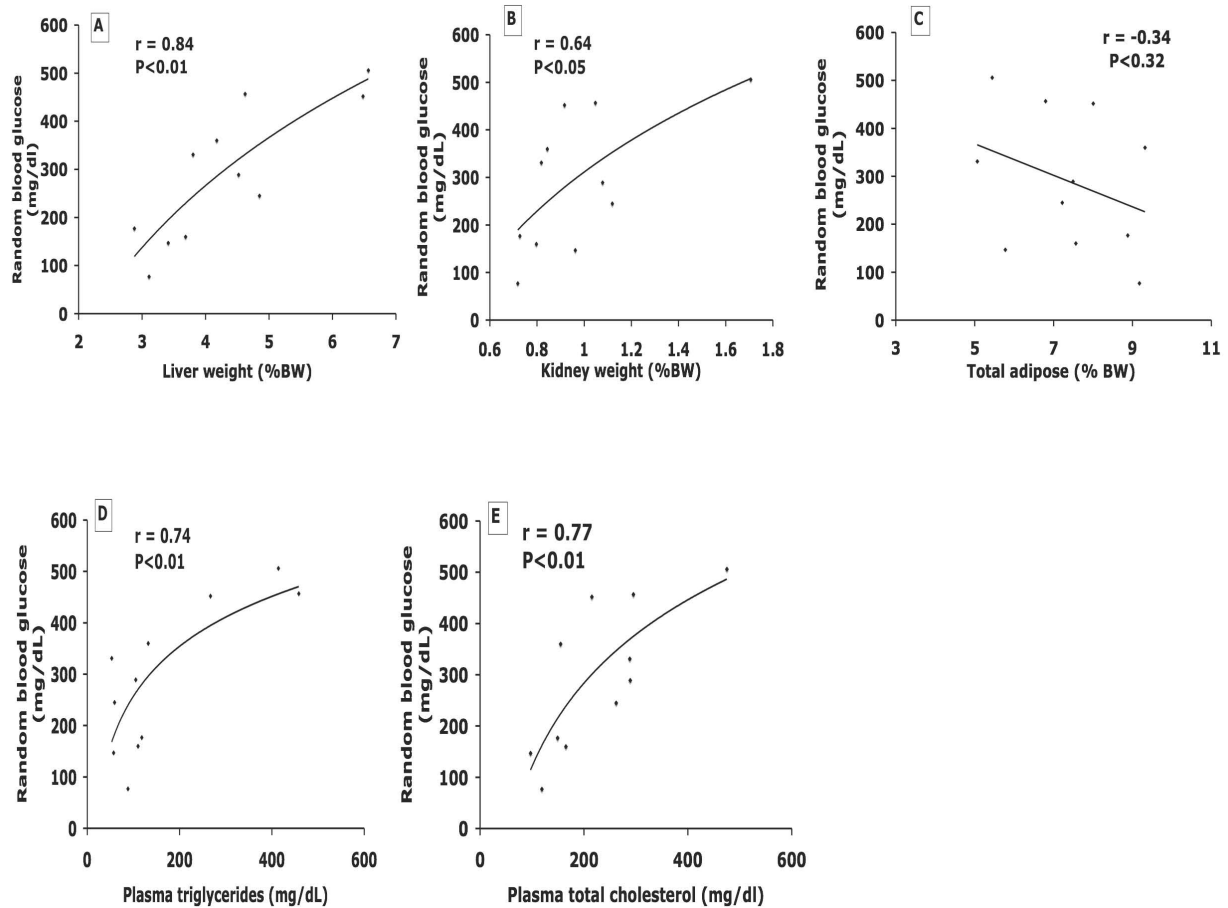 A
r = 0.84
P<0.01
Random blood glucose
(mg/dl)
600
500
400
300
200
100
0
2 3 4 5 6 7
Liver weight (%BW)
B
r = 0.64
P<0.05
Random blood glucose
(mg/dL)
600
500
400
300
200
100
0
0.6 0.8 1 1.2 1.4 1.6 1.8
Kidney weight (%BW)
C
r = -0.34
P<0.32
Random blood glucose
(mg/dL)
600
500
400
300
200
100
0
3 5 7 9 11
Total adipose (% BW)
D
r = 0.74
P<0.01
Random blood glucose
(mg/dL)
600
500
400
300
200
100
0
0 200 400 600
Plasma triglycerides (mg/dL)
E
r = 0.77
P<0.01
Random blood glucose
(mg/dL)
600
500
400
300
200
100
0
0 200 400 600
Plasma total cholesterol (mg/dl)